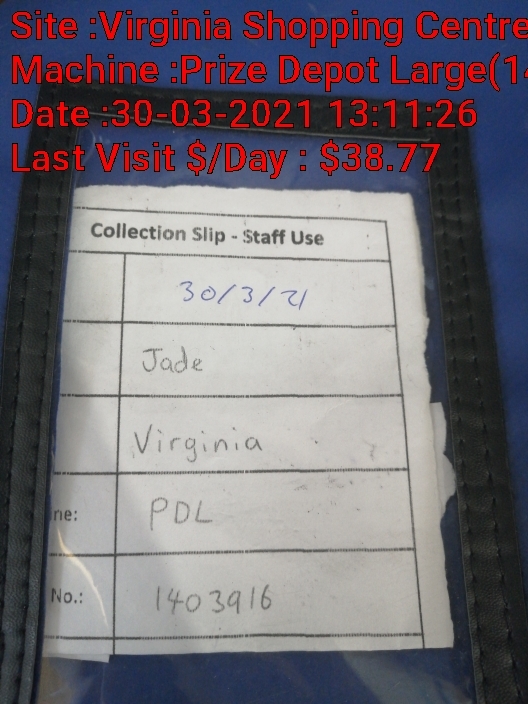 Site :Virginia Shopping Centre
Machine :Prize Depot Large(14
Date :30-03-2021 13:11:26
Last Visit $/Day : $38.77
Collection Slip - Staff Use
30/3/21
Jade
Virginia
ne: PDL
No.: 1403916